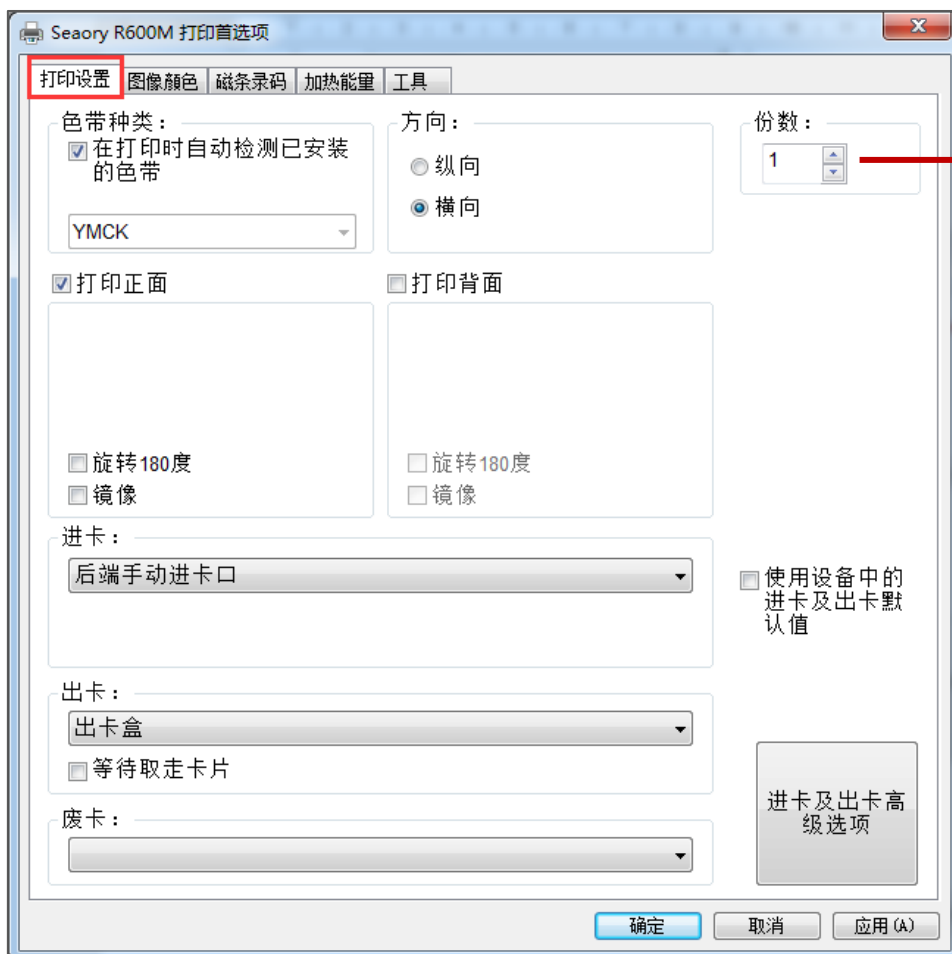 Seaory R600M 打印首选项
打印设置 图像顏色 磁条录码 加热能量 工具
色带种类：
在打印时自动检测已安装
的色带
YMCK
方向：
纵向
横向
份数：
1
打印正面
旋转180度
镜像
打印背面
旋转180度
镜像
进卡：
后端手动进卡口
使用设备中的
进卡及出卡默
认值
出卡：
出卡盒
等待取走卡片
废卡：
进卡及出卡高
级选项
确定 取消 应用(A)